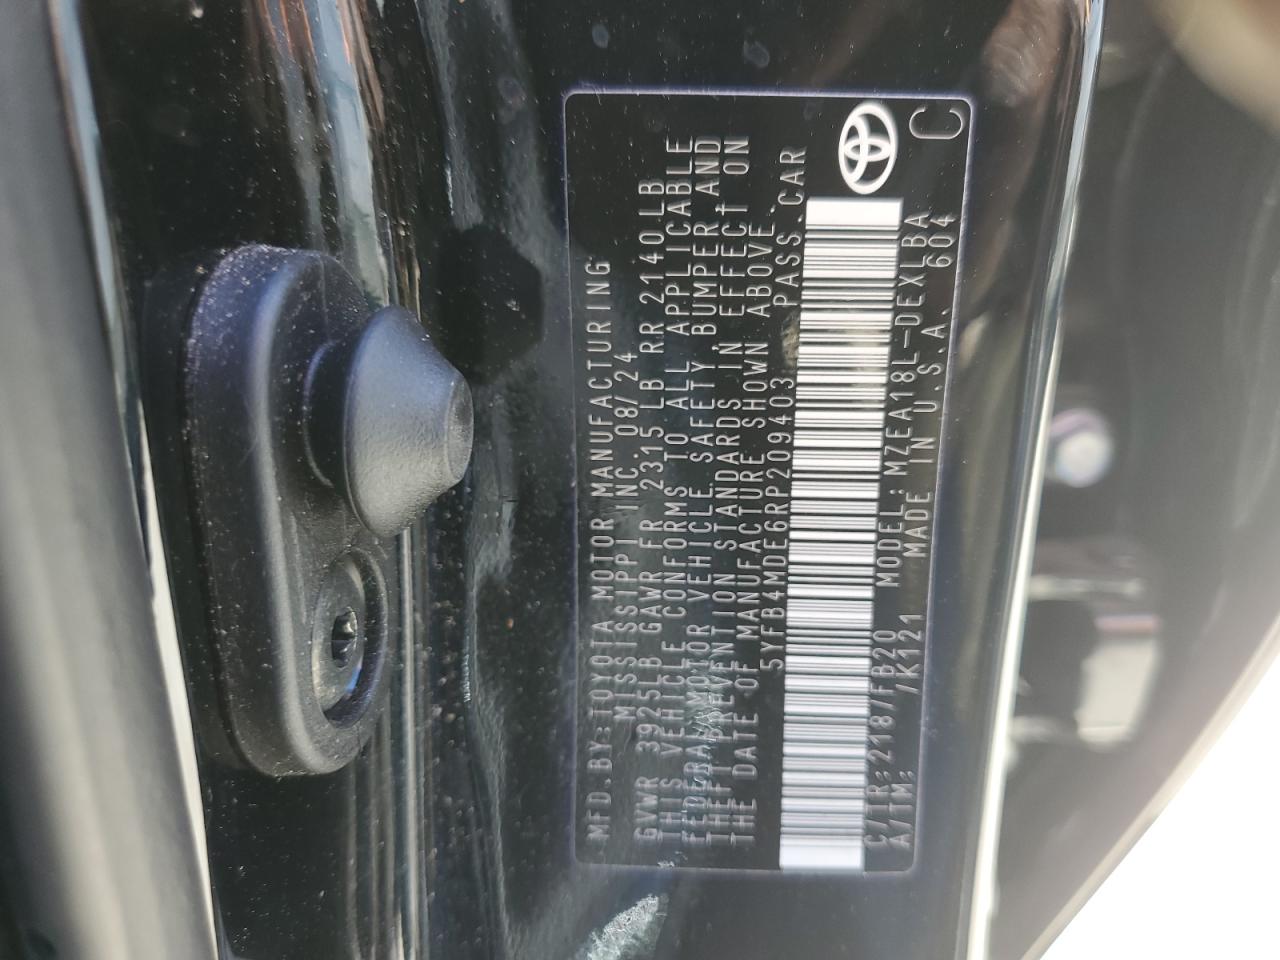 MFD.BY:TOYOTA MOTOR MANUFACTURING,
MISSISSIPPI INC. 08/24
GVWR 3925LB GAWR FR 2315LB RR 2140LB
THIS VEHICLE CONFORMS TO ALL APPLICABLE
FEDERAL MOTOR VEHICLE SAFETY, BUMPER, AND
THEFT PREVENTION STANDARDS IN EFFECT ON
THE DATE OF MANUFACTURE SHOWN ABOVE.
5YFB4MDE6RP209403 PASS.CAR
C/TR:218/FB20 MODEL:MZEA18L-DEXLBA
A/TM: /K121 MADE IN U.S.A. 604
C